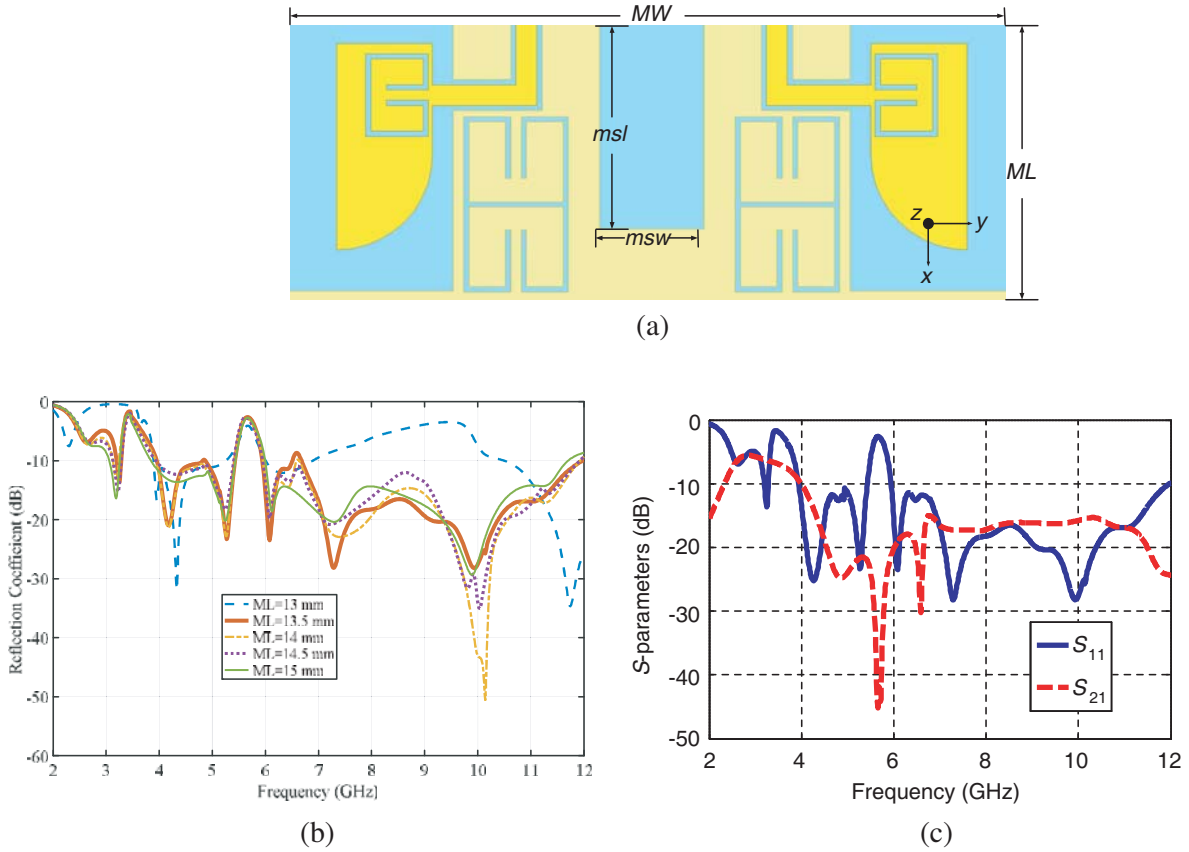 MW
msl
ML
msw
z
y
x
(a)
Reflection Coefficient (dB)
0
-10
-20
-30
-40
-50
-60
ML=13 mm
ML=13.5 mm
ML=14 mm
ML=14.5 mm
ML=15 mm
2 3 4 5 6 7 8 9 10 11 12
Frequency (GHz)
(b)
S-parameters (dB)
0
-10
-20
-30
-40
-50
S11
S21
2 4 6 8 10 12
Frequency (GHz)
(c)